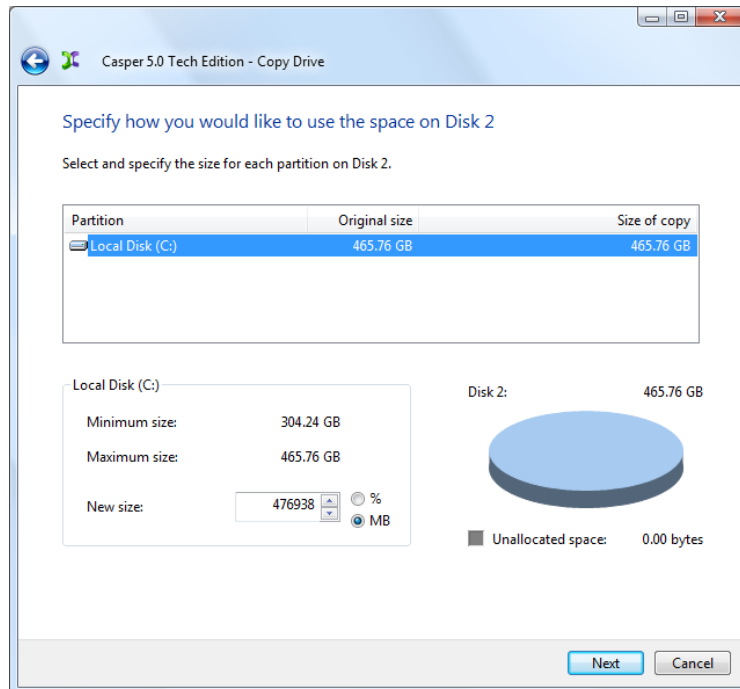 Casper 5.0 Tech Edition - Copy Drive
Specify how you would like to use the space on Disk 2
Select and specify the size for each partition on Disk 2.
Partition Original size Size of copy
Local Disk (C:) 465.76 GB 465.76 GB
Local Disk (C:)
Minimum size: 304.24 GB
Maximum size: 465.76 GB
New size: 476938 % MB
Disk 2: 465.76 GB
Unallocated space: 0.00 bytes
Next Cancel